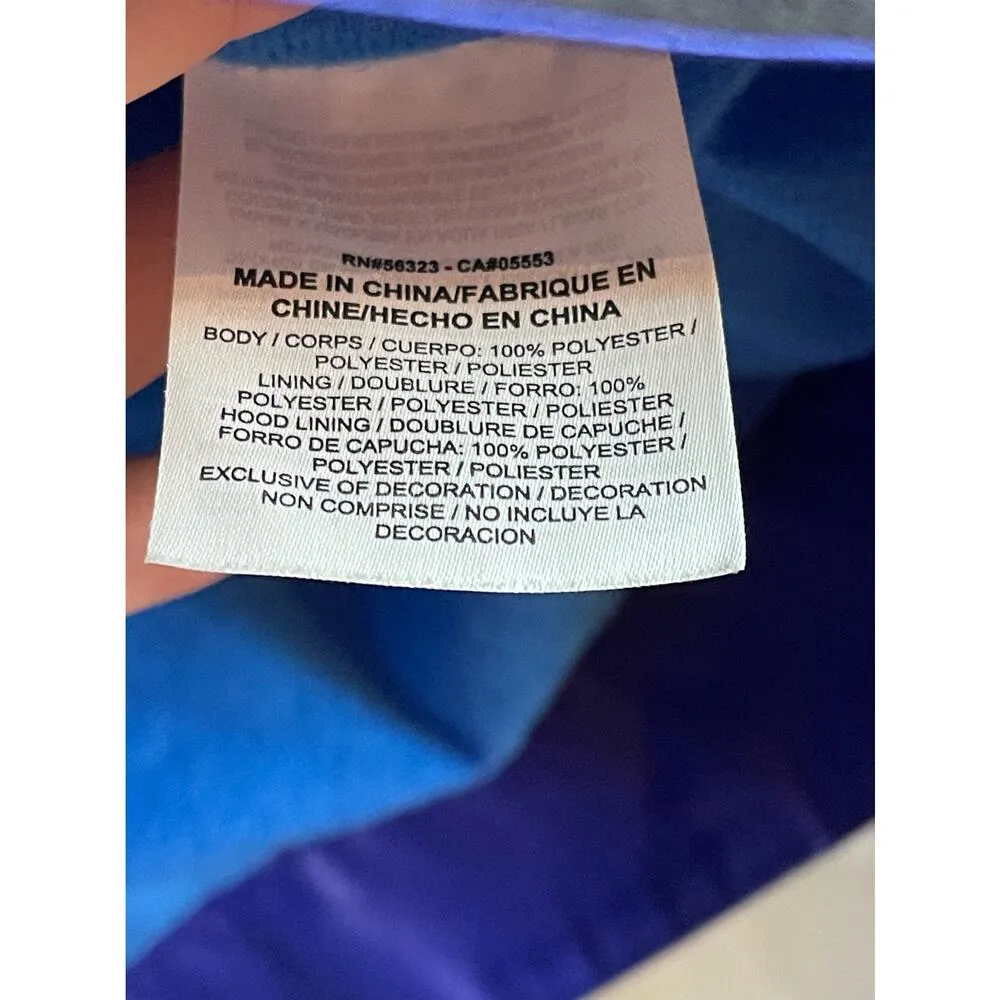 RN#56323 - CA#05553
MADE IN CHINA/FABRIQUE EN
CHINE/HECHO EN CHINA
BODY / CORPS / CUERPO: 100% POLYESTER /
POLYESTER / POLIESTER
LINING / DOUBLURE / FORRO: 100%
POLYESTER / POLYESTER / POLIESTER
HOOD LINING / DOUBLURE DE CAPUCHE /
FORRO DE CAPUCHA: 100% POLYESTER /
POLYESTER / POLIESTER
EXCLUSIVE OF DECORATION / DECORATION
NON COMPRISE / NO INCLUYE LA
DECORACION